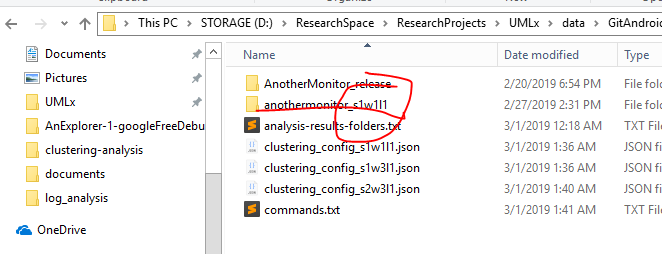 This PC > STORAGE (D:) > ResearchSpace > ResearchProjects > UMLx > data > GitAndroid
Name Date modified Type
Documents
Pictures
UMLx
AnExplorer-1-googleFreeDebu
clustering-analysis
documents
log_analysis
OneDrive
AnotherMonitor_release 2/20/2019 6:54 PM File fold
anothermonitor_s1w1l1 2/27/2019 2:31 PM File fold
analysis-results-folders.txt 3/1/2019 12:18 AM TXT File
clustering_config_s1w1l1.json 3/1/2019 1:36 AM JSON fi
clustering_config_s1w3l1.json 3/1/2019 1:36 AM JSON fi
clustering_config_s2w3l1.json 3/1/2019 1:40 AM JSON fi
commands.txt 3/1/2019 1:41 AM TXT File